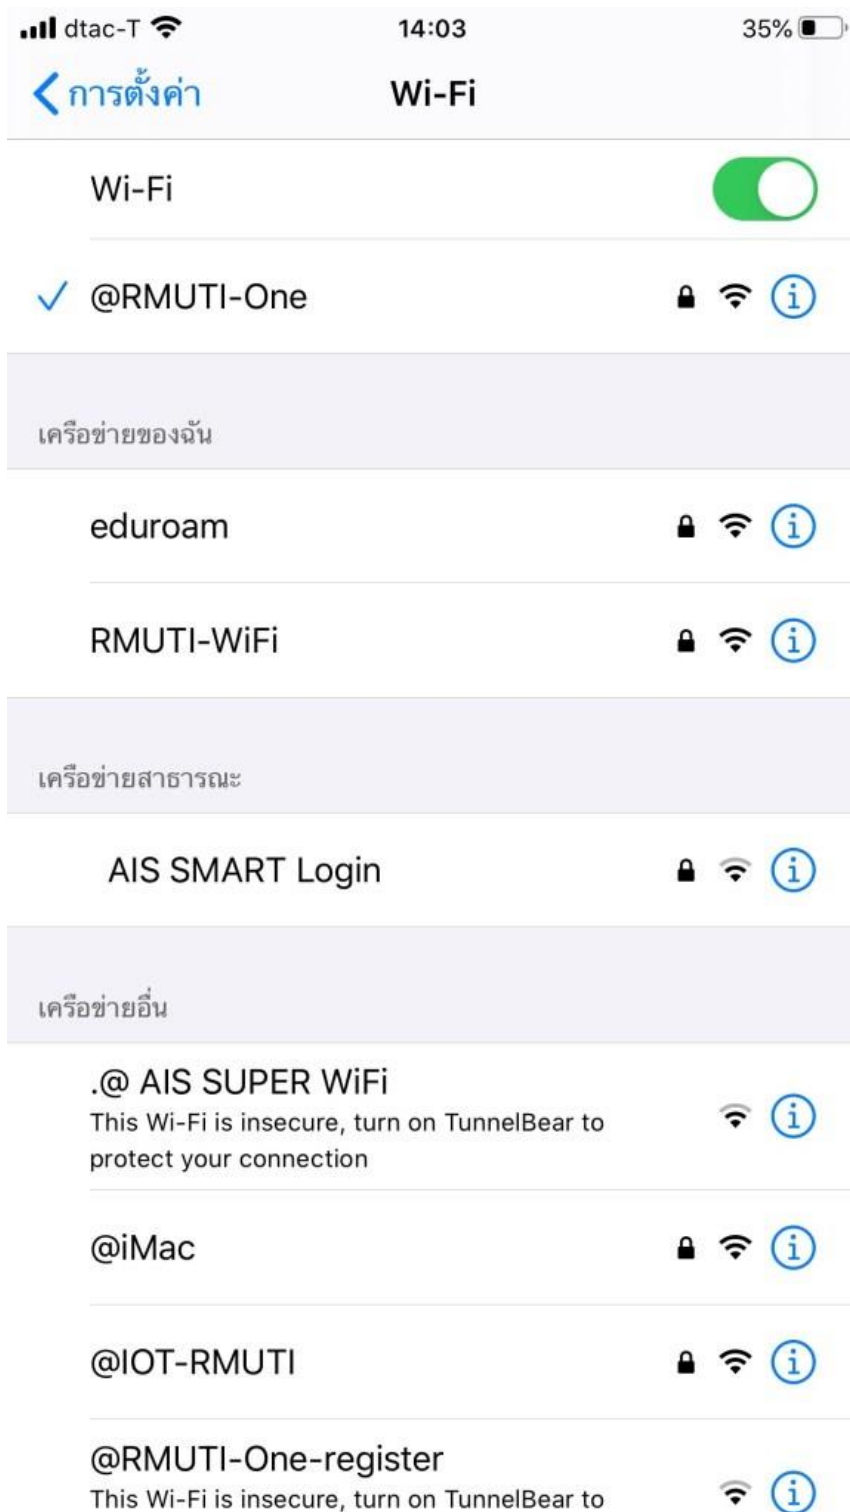 dtac-T 14:03 35%
การตั้งค่า Wi-Fi
Wi-Fi
@RMUTI-One
เครือข่ายของฉัน
eduroam
RMUTI-WiFi
เครือข่ายสาธารณะ
AIS SMART Login
เครือข่ายอื่น
.@ AIS SUPER WiFi
This Wi-Fi is insecure, turn on TunnelBear to
protect your connection
@iMac
@IOT-RMUTI
@RMUTI-One-register
This Wi-Fi is insecure, turn on TunnelBear to